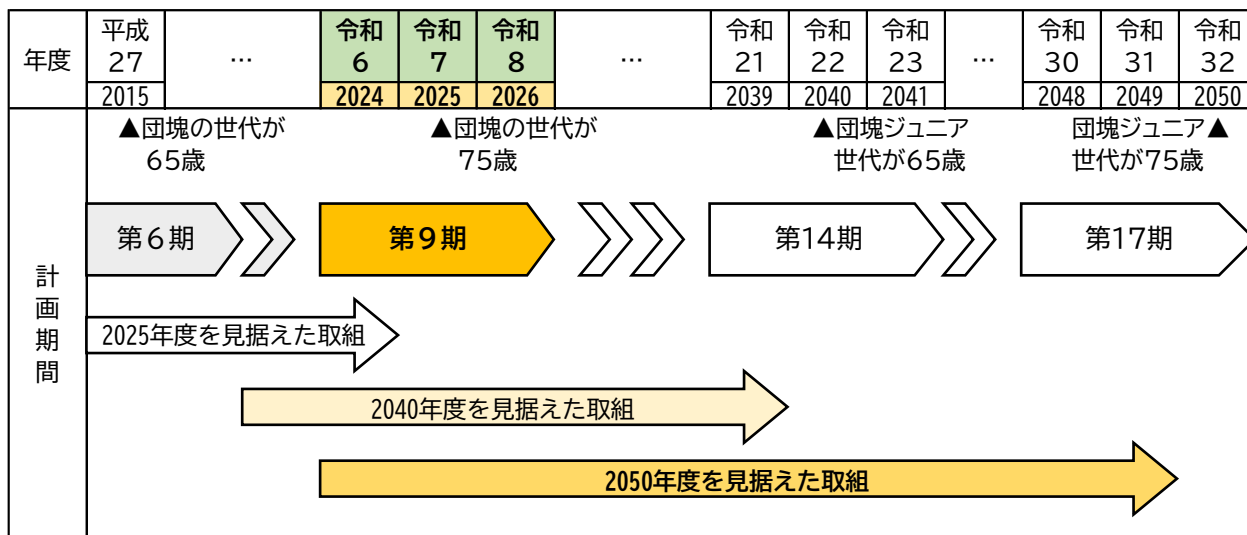 年度
平成 27 2015
…
令和 6 2024
令和 7 2025
令和 8 2026
…
令和 21 2039
令和 22 2040
令和 23 2041
…
令和 30 2048
令和 31 2049
令和 32 2050
▲団塊の世代が
65歳
▲団塊の世代が
75歳
▲団塊ジュニア
世代が65歳
団塊ジュニア▲
世代が75歳
計画期間
第6期
第9期
第14期
第17期
2025年度を見据えた取組
2040年度を見据えた取組
2050年度を見据えた取組